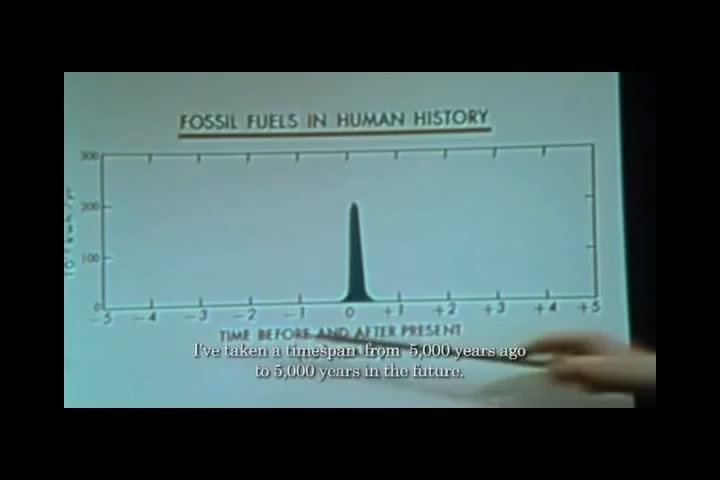 FOSSIL FUELS IN HUMAN HISTORY
300
200
100
0
−5 −4 −3 −2 −1 0 +1 +2 +3 +4 +5
TIME BEFORE AND AFTER PRESENT
I've taken a timespan from 5,000 years ago
to 5,000 years in the future.